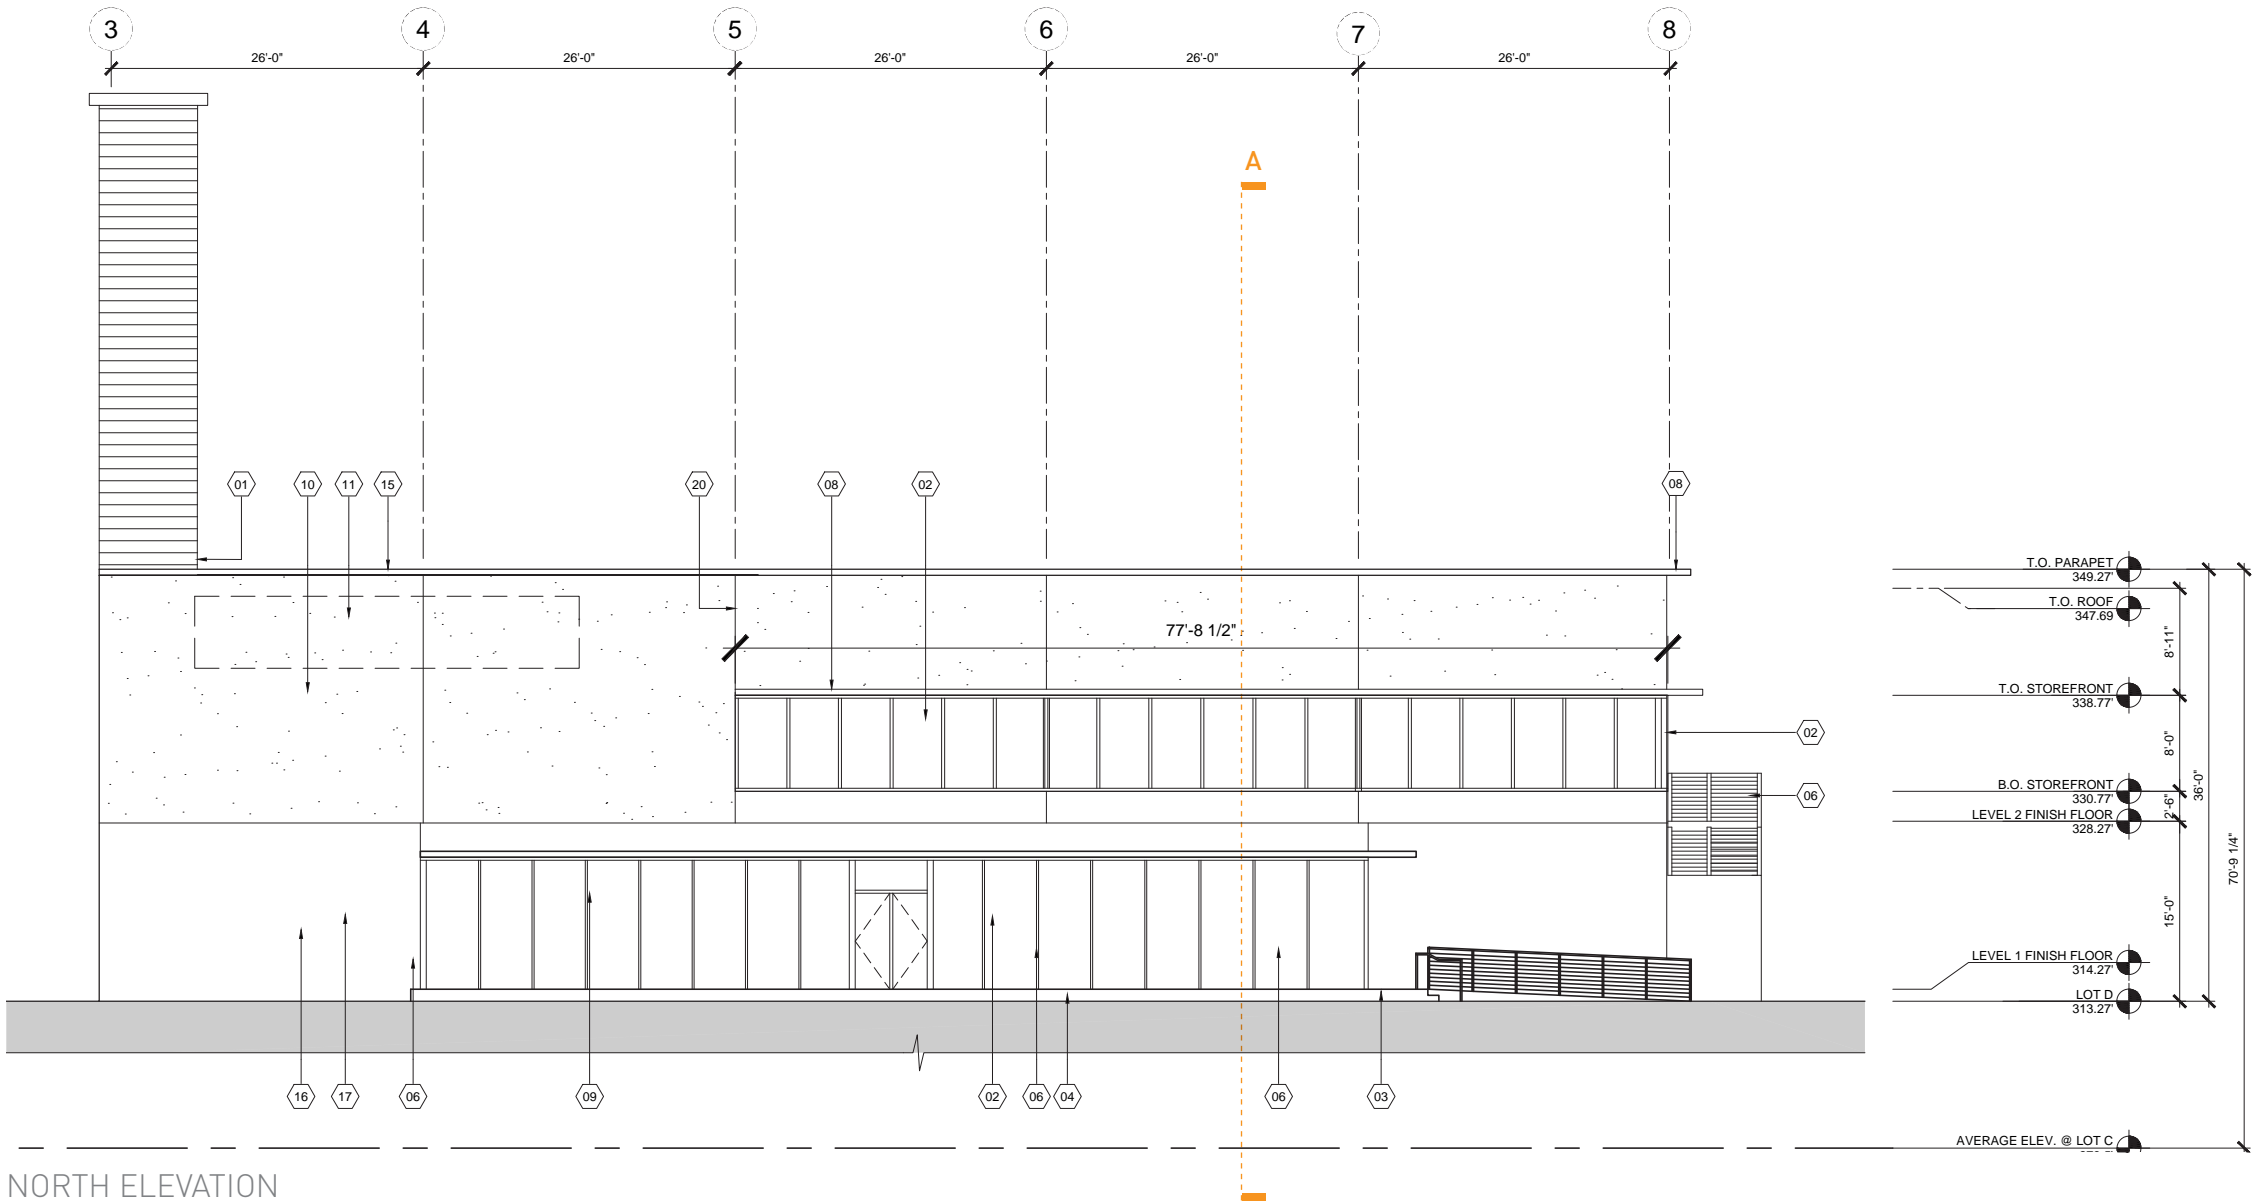 3 4 5 6 7 8
26'-0" 26'-0" 26'-0" 26'-0" 26'-0"
A
01 10 11 15 20 08 02 08
77'-8 1/2"
02
06
T.O. PARAPET
349.27'
T.O. ROOF
347.69
8'-11"
T.O. STOREFRONT
338.77'
8'-0"
B.O. STOREFRONT
330.77'
2'-6"
36'-0"
LEVEL 2 FINISH FLOOR
328.27'
70'-9 1/4"
15'-0"
LEVEL 1 FINISH FLOOR
314.27'
LOT D
313.27'
16 17 06 09 02 06 04 06 03
AVERAGE ELEV. @ LOT C
NORTH ELEVATION